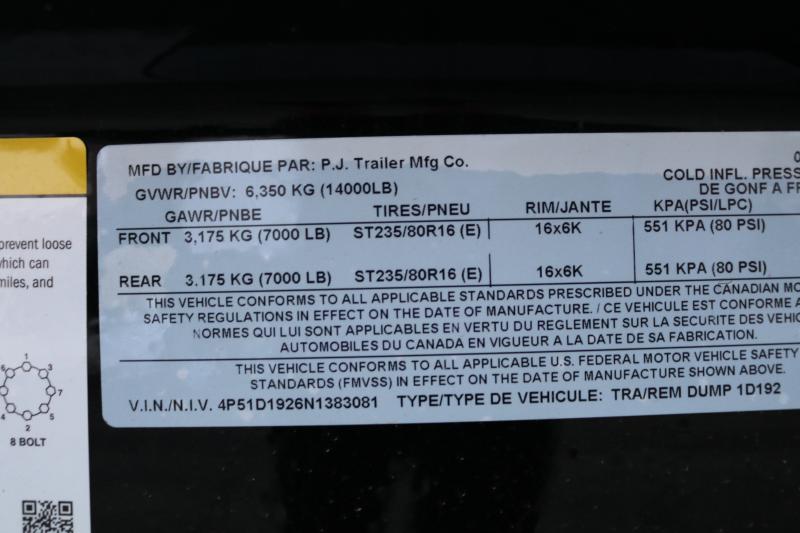 MFD BY/FABRIQUE PAR: P.J. Trailer Mfg Co.
GVWR/PNBV: 6,350 KG (14000LB)
COLD INFL. PRESS
DE GONF A FR
GAWR/PNBE TIRES/PNEU RIM/JANTE KPA(PSI/LPC)
FRONT 3,175 KG (7000 LB) ST235/80R16 (E) 16x6K 551 KPA (80 PSI)
REAR 3.175 KG (7000 LB) ST235/80R16 (E) 16x6K 551 KPA (80 PSI)
THIS VEHICLE CONFORMS TO ALL APPLICABLE STANDARDS PRESCRIBED UNDER THE CANADIAN MO
SAFETY REGULATIONS IN EFFECT ON THE DATE OF MANUFACTURE. / CE VEHICULE EST CONFORME A
NORMES QUI LUI SONT APPLICABLES EN VERTU DU REGLEMENT SUR LA SECURITE DES VEHIC
AUTOMOBILES DU CANADA EN VIGUEUR A LA DATE DE SA FABRICATION.
THIS VEHICLE CONFORMS TO ALL APPLICABLE U.S. FEDERAL MOTOR VEHICLE SAFETY
STANDARDS (FMVSS) IN EFFECT ON THE DATE OF MANUFACTURE SHOWN ABOVE.
V.I.N./N.I.V. 4P51D1926N1383081 TYPE/TYPE DE VEHICULE: TRA/REM DUMP 1D192
prevent loose
which can
miles, and
1
3
7
5
2
4
8 BOLT